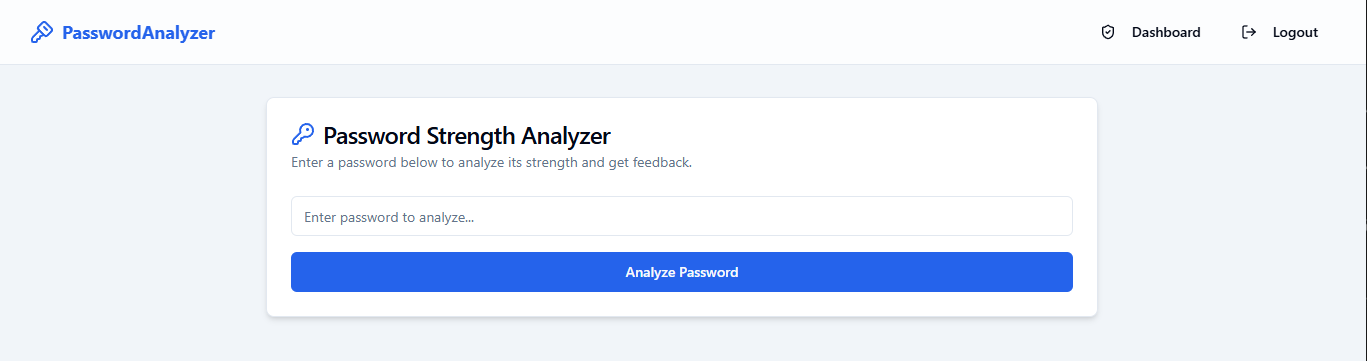 PasswordAnalyzer
Dashboard
Logout
Password Strength Analyzer
Enter a password below to analyze its strength and get feedback.
Enter password to analyze...
Analyze Password